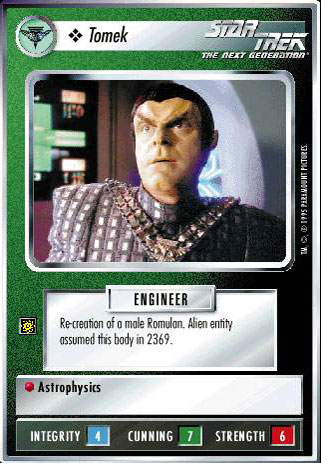 ❖ Tomek
STAR TREK
THE NEXT GENERATION®
TM © ® 1995 PARAMOUNT PICTURES.
ENGINEER
Re-creation of a male Romulan. Alien entity
assumed this body in 2369.
Astrophysics
INTEGRITY 4 CUNNING 7 STRENGTH 6